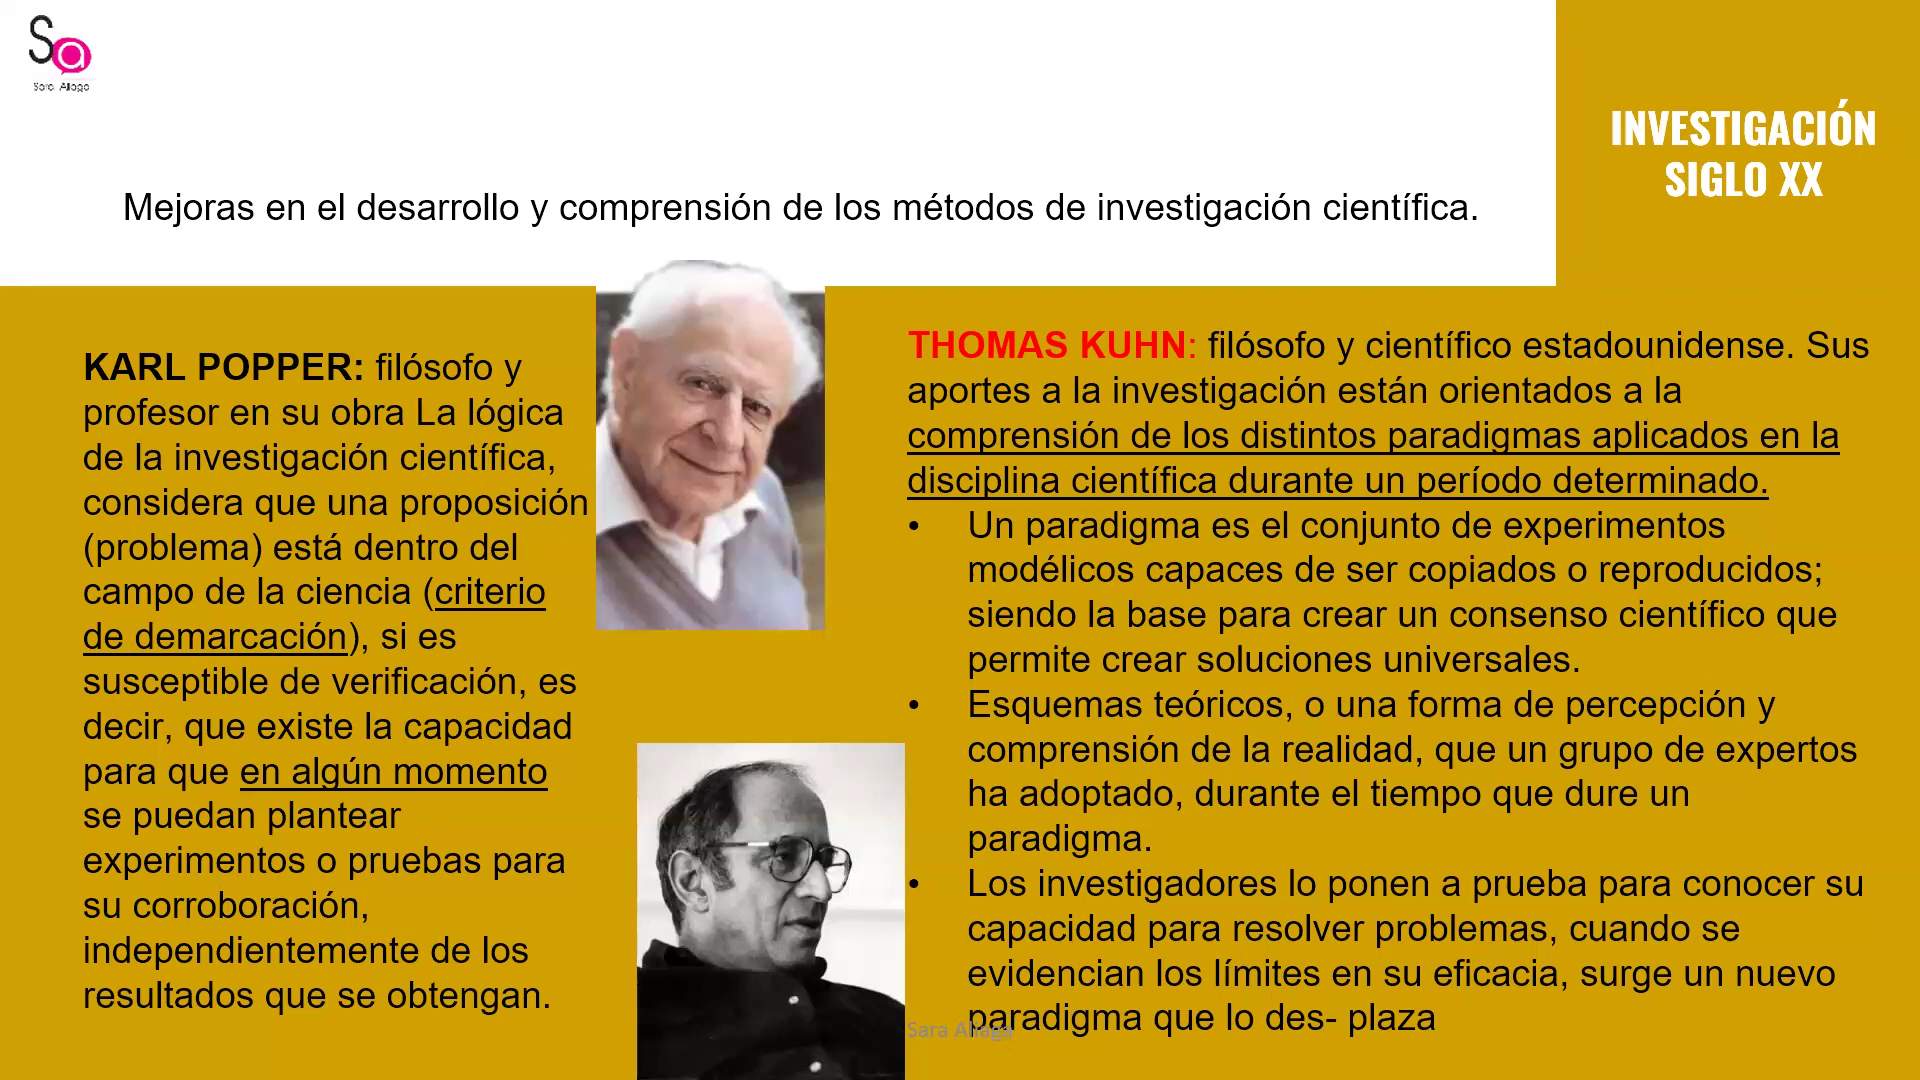 Sa
Sara Aliaga
INVESTIGACIÓN
SIGLO XX
Mejoras en el desarrollo y comprensión de los métodos de investigación científica.
KARL POPPER: filósofo y
profesor en su obra La lógica
de la investigación científica,
considera que una proposición
(problema) está dentro del
campo de la ciencia (criterio
de demarcación), si es
susceptible de verificación, es
decir, que existe la capacidad
para que en algún momento
se puedan plantear
experimentos o pruebas para
su corroboración,
independientemente de los
resultados que se obtengan.
THOMAS KUHN: filósofo y científico estadounidense. Sus
aportes a la investigación están orientados a la
comprensión de los distintos paradigmas aplicados en la
disciplina científica durante un período determinado.
• Un paradigma es el conjunto de experimentos
modélicos capaces de ser copiados o reproducidos;
siendo la base para crear un consenso científico que
permite crear soluciones universales.
• Esquemas teóricos, o una forma de percepción y
comprensión de la realidad, que un grupo de expertos
ha adoptado, durante el tiempo que dure un
paradigma.
• Los investigadores lo ponen a prueba para conocer su
capacidad para resolver problemas, cuando se
evidencian los límites en su eficacia, surge un nuevo
paradigma que lo des- plaza
Sara Aliaga